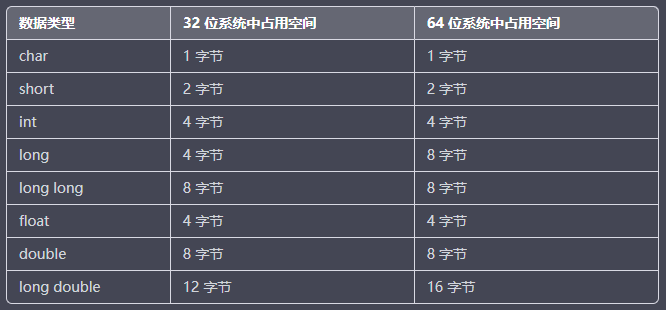 数据类型 32 位系统中占用空间 64 位系统中占用空间
char 1 字节 1 字节
short 2 字节 2 字节
int 4 字节 4 字节
long 4 字节 8 字节
long long 8 字节 8 字节
float 4 字节 4 字节
double 8 字节 8 字节
long double 12 字节 16 字节